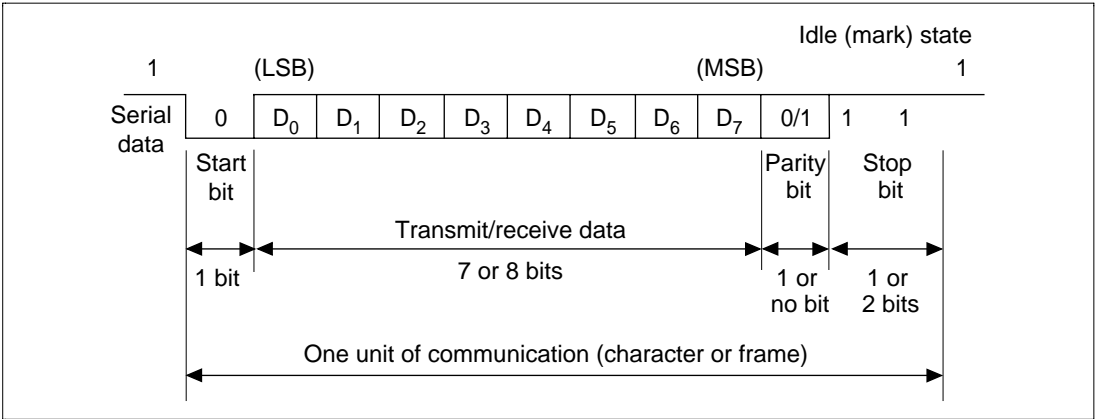 Idle (mark) state
1 (LSB) (MSB) 1
Serial data
0 D0 D1 D2 D3 D4 D5 D6 D7 0/1 1 1
Start bit
Parity bit
Stop bit
Transmit/receive data
1 bit
7 or 8 bits
1 or no bit
1 or 2 bits
One unit of communication (character or frame)